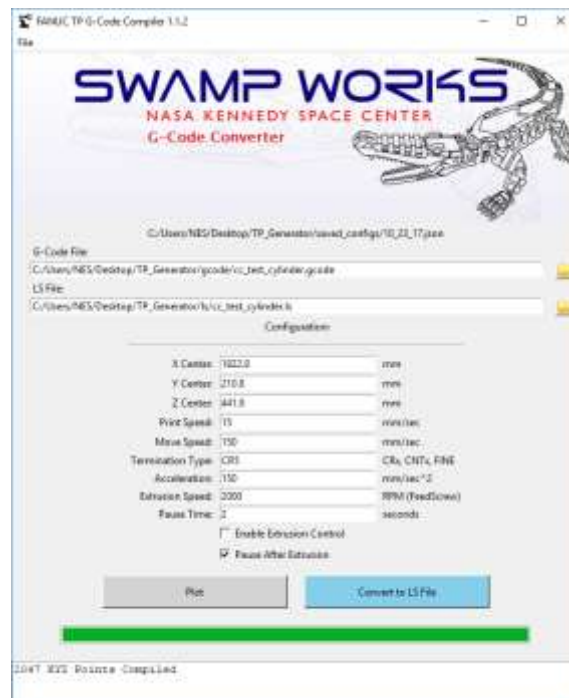 FANUC TP G-Code Compiler 1.1.2
File
SWAMP WORKS
NASA KENNEDY SPACE CENTER
G-Code Converter
C:/Users/NES/Desktop/TP_Generator/saved_configs/10_23_17.json
G-Code File
C:/Users/NES/Desktop/TP_Generator/gcode/cc_test_cylinder.gcode
LS File
C:/Users/NES/Desktop/TP_Generator/ls/cc_test_cylinder.ls
Configuration:
X Center: 1022.0 mm
Y Center: 210.8 mm
Z Center: 441.8 mm
Print Speed: 15 mm/sec
Move Speed: 150 mm/sec
Termination Type: CR5 CRx, CNTx, FINE
Acceleration: 150 mm/sec^2
Extrusion Speed: 2000 RPM (FeedScrew)
Pause Time: 2 seconds
Enable Extrusion Control
Pause After Extrusion
Plot Convert to LS File
2047 XYZ Points Compiled